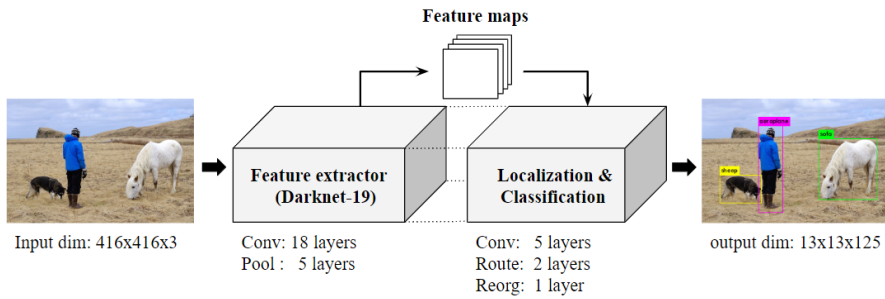 Feature maps
Feature extractor
(Darknet-19)
Localization &
Classification
aeroplane
sofa
sheep
Input dim: 416x416x3
Conv: 18 layers
Pool : 5 layers
Conv: 5 layers
Route: 2 layers
Reorg: 1 layer
output dim: 13x13x125